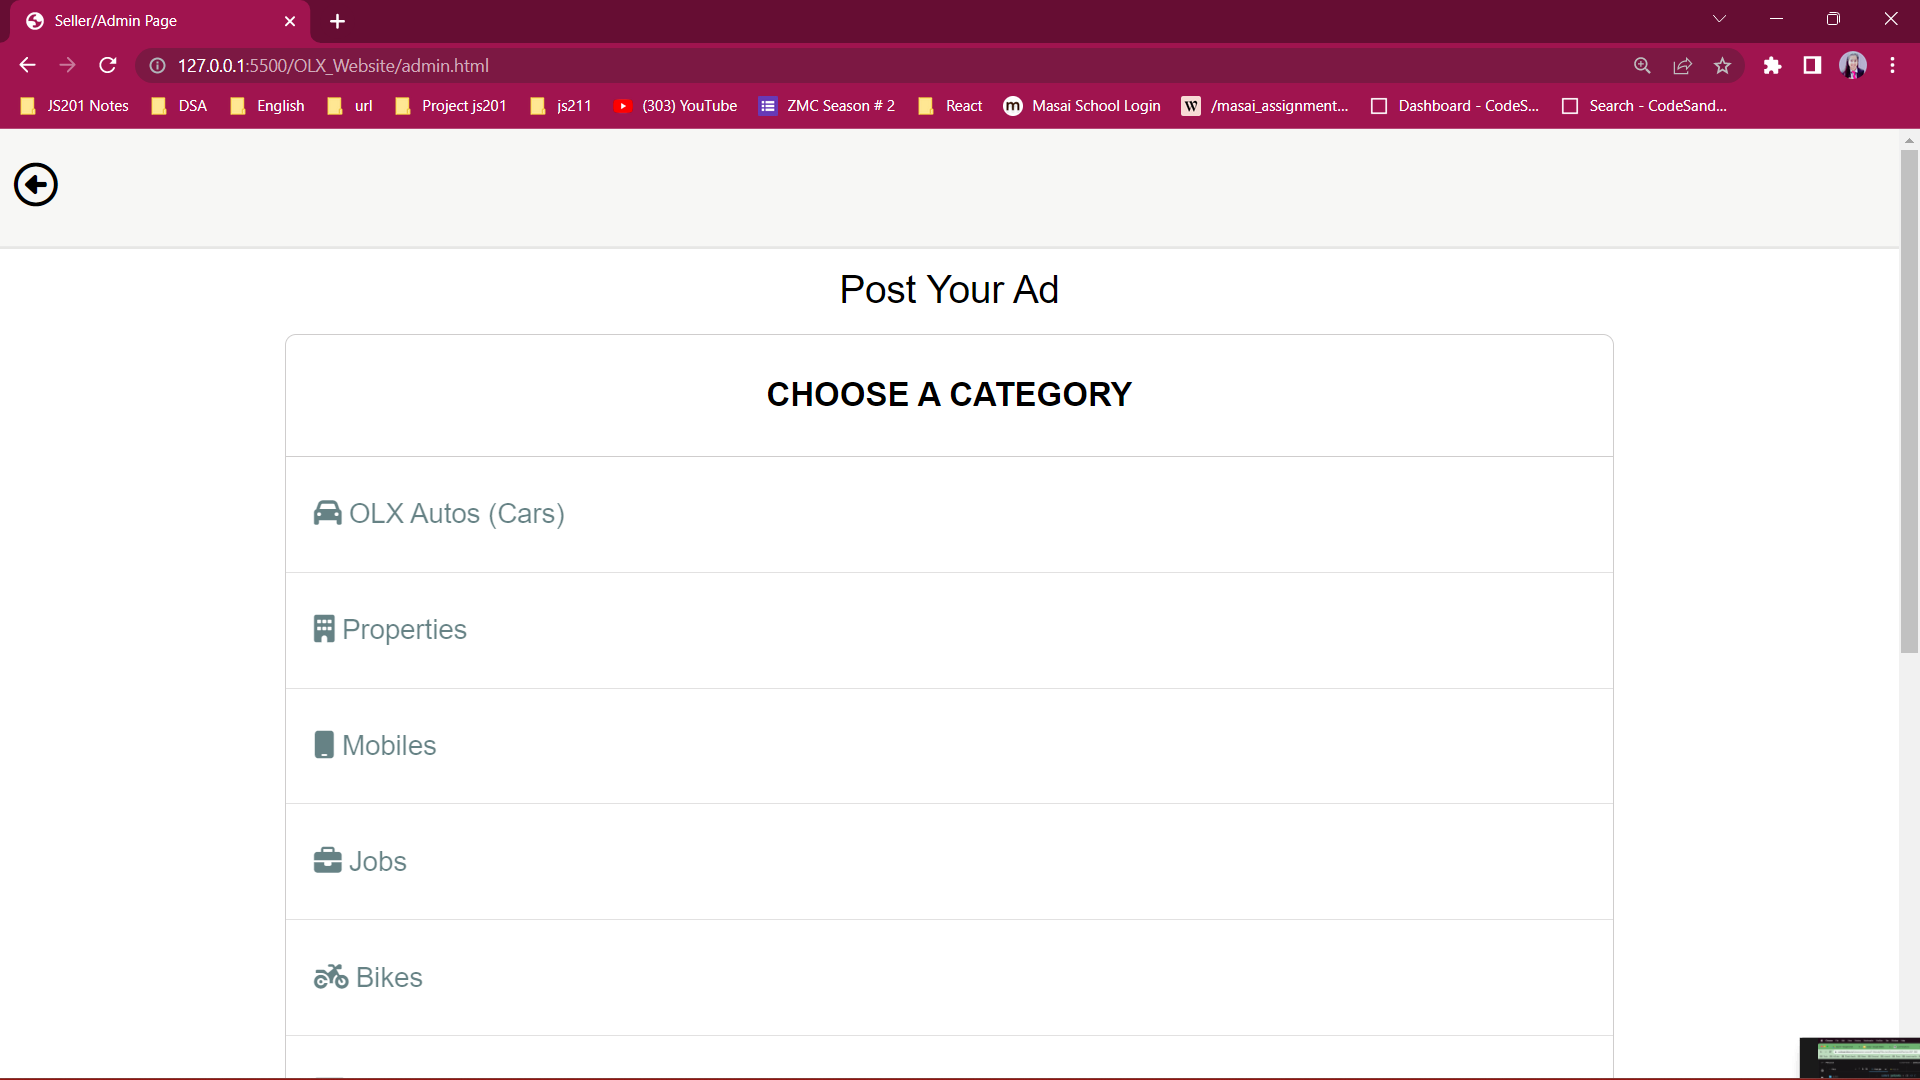 Seller/Admin Page
127.0.0.1:5500/OLX_Website/admin.html
JS201 Notes DSA English url Project js201 js211 (303) YouTube ZMC Season # 2 React Masai School Login /masai_assignment... Dashboard - CodeS... Search - CodeSand...
Post Your Ad
CHOOSE A CATEGORY
OLX Autos (Cars)
Properties
Mobiles
Jobs
Bikes